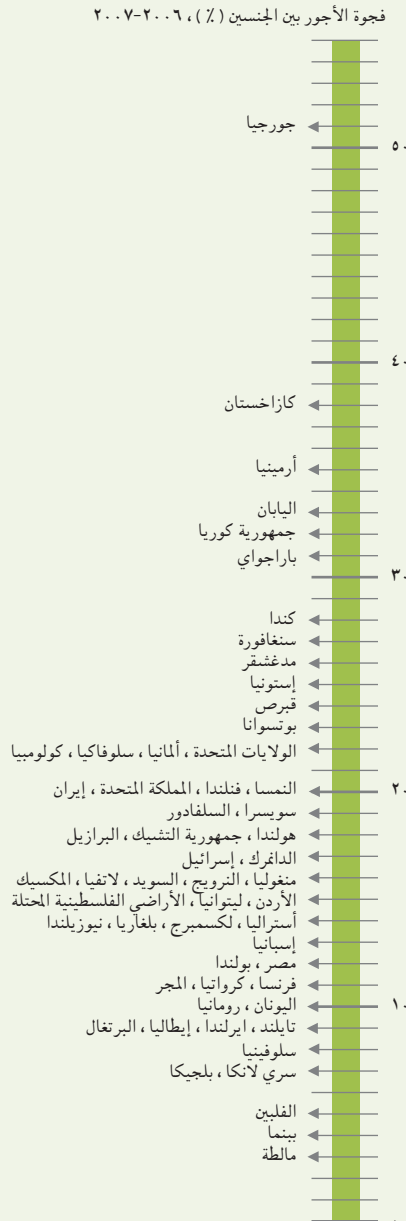 فجوة الأجور بين الجنسين (٪)، ٢٠٠٦-٢٠٠٧
جورجيا
٥٠
٤٠
كازاخستان
أرمينيا
اليابان
جمهورية كوريا
باراجواي
٣٠
كندا
سنغافورة
مدغشقر
إستونيا
قبرص
بوتسوانا
الولايات المتحدة، ألمانيا، سلوفاكيا، كولومبيا
النمسا، فنلندا، المملكة المتحدة، إيران
٢٠
سويسرا، السلفادور
هولندا، جمهورية التشيك، البرازيل
الدانمرك، إسرائيل
منغوليا، النرويج، السويد، لاتفيا، المكسيك
الأردن، ليتوانيا، الأراضي الفلسطينية المحتلة
أستراليا، لكسمبرج، بلغاريا، نيوزيلندا
إسبانيا
مصر، بولندا
فرنسا، كرواتيا، المجر
اليونان، رومانيا
١٠
تايلند، ايرلندا، إيطاليا، البرتغال
سلوفينيا
سري لانكا، بلجيكا
الفلبين
بينما
مالطة